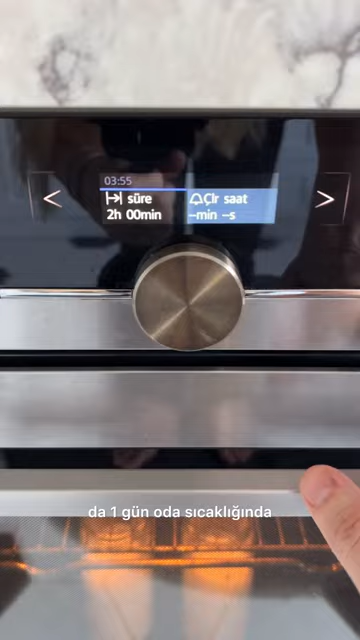 03:55
süre
Çlr saat
2h 00min
--min --s
da 1 gün oda sıcaklığında